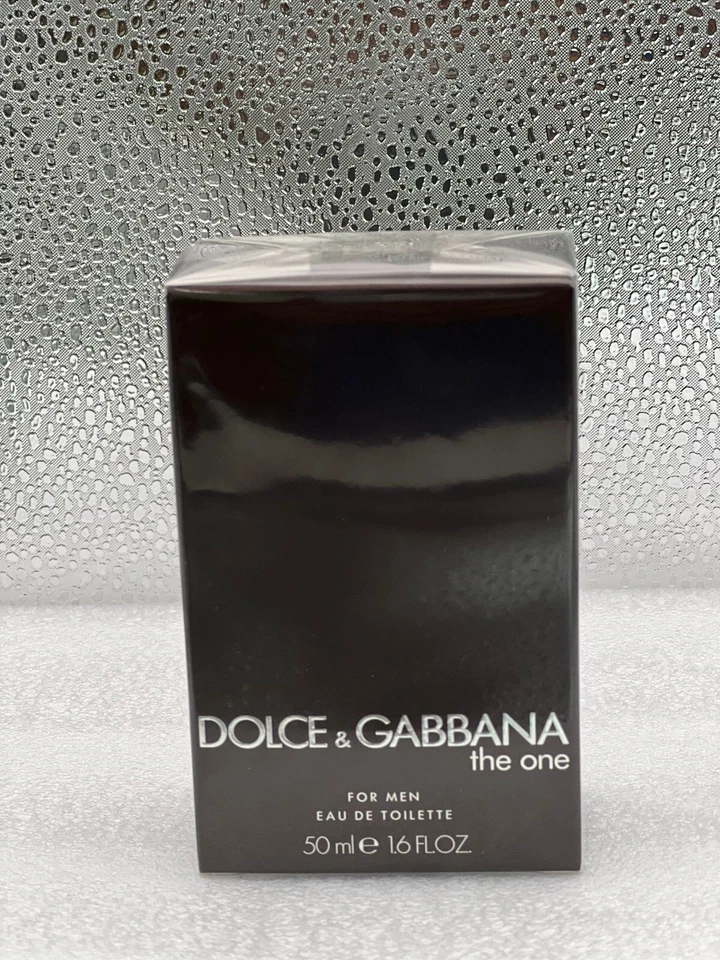 DOLCE & GABBANA
the one
FOR MEN
EAU DE TOILETTE
50 ml ℮ 1.6 FL.OZ.